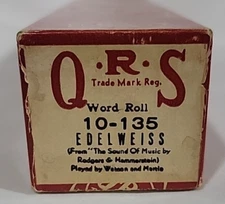 Q·R·S
Trade Mark Reg.
Word Roll
10-135
EDELWEISS
(From "The Sound Of Music by
Rodgers & Hammerstein)
Played by Watson and Morris